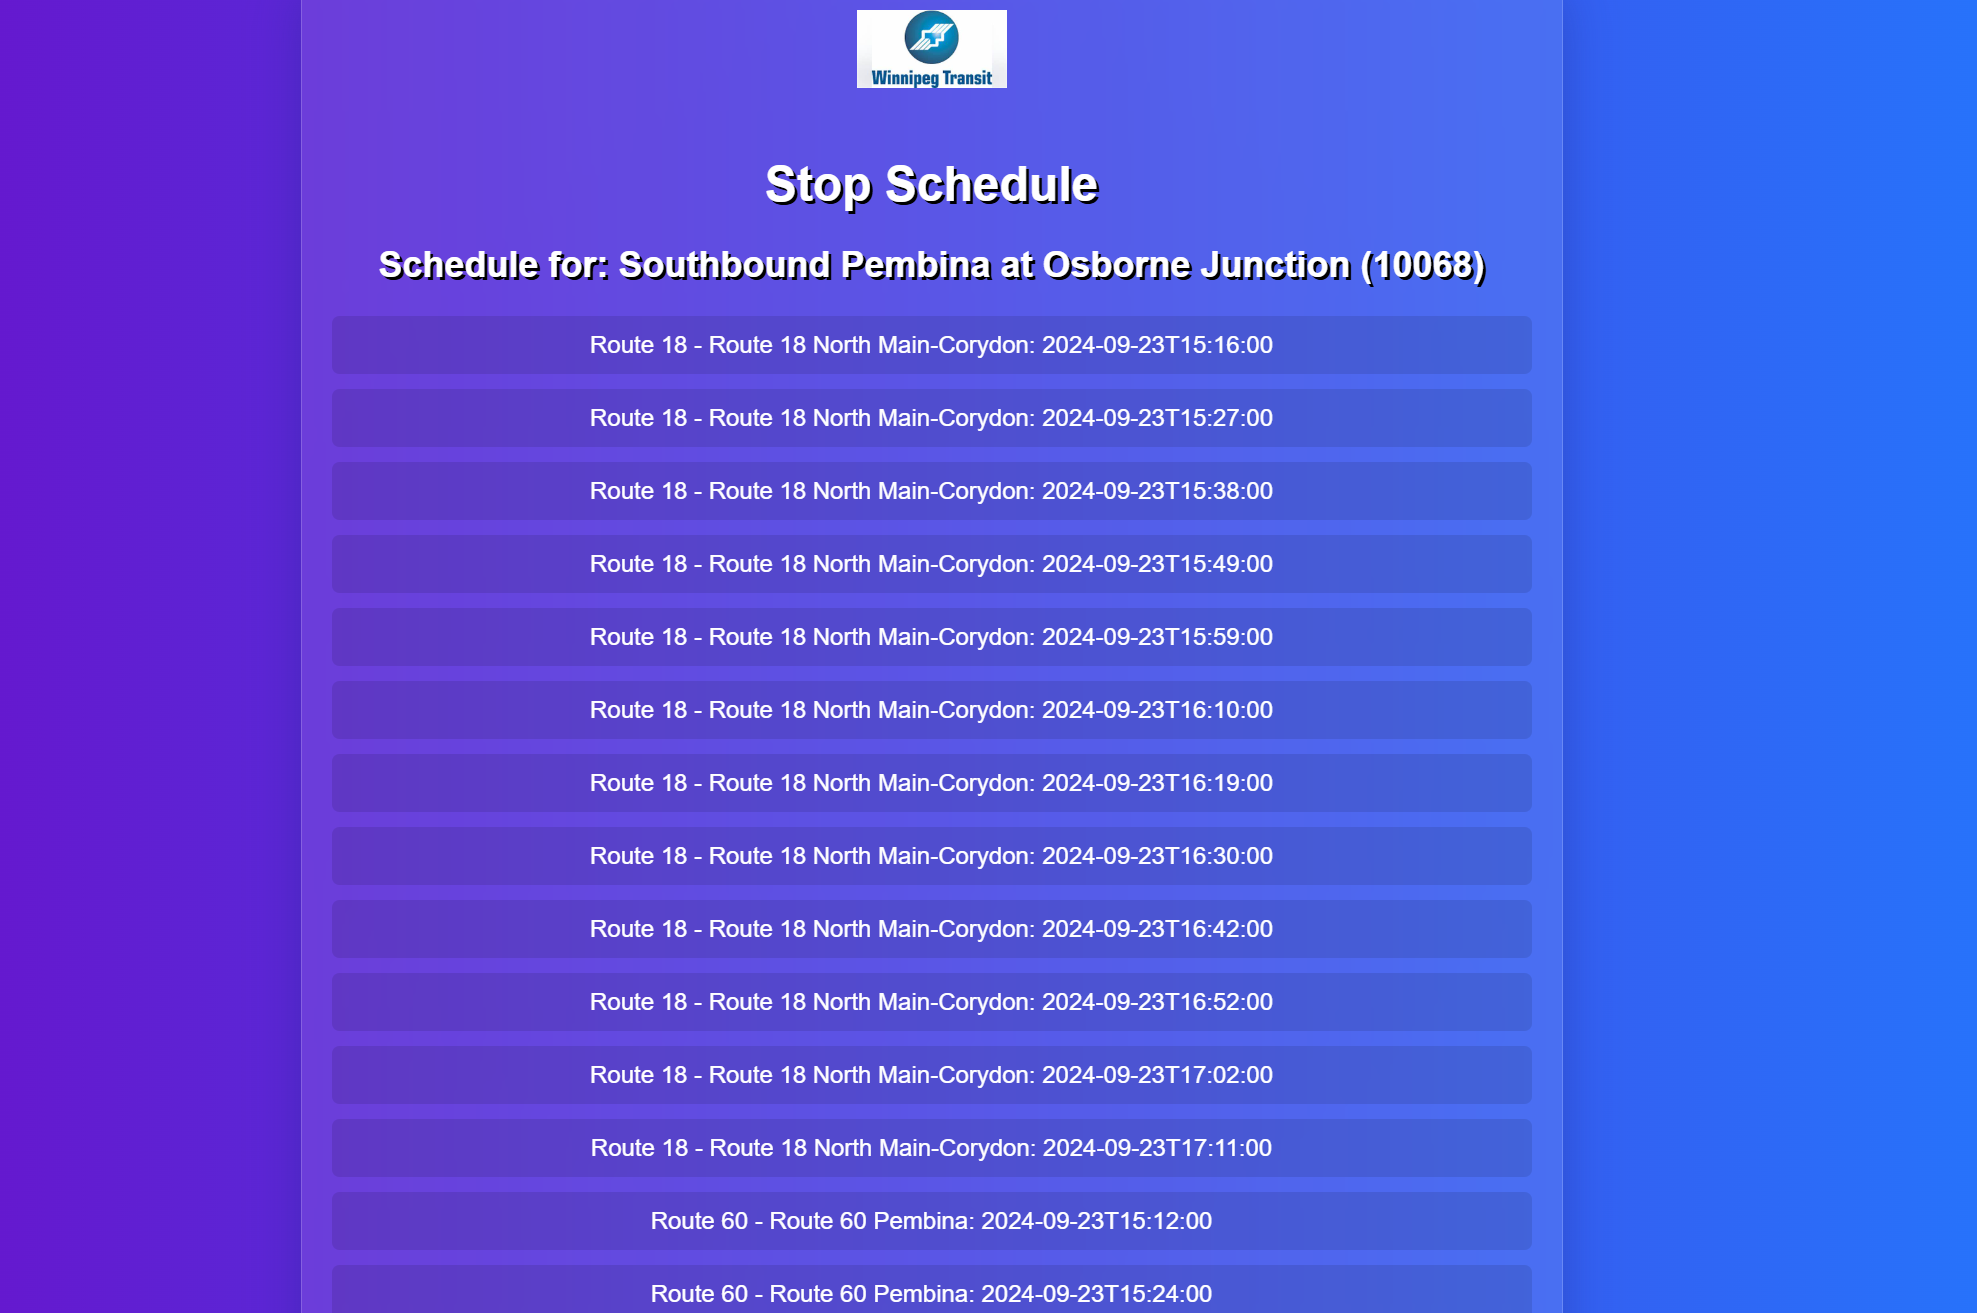 Winnipeg Transit
Stop Schedule
Schedule for: Southbound Pembina at Osborne Junction (10068)
Route 18 - Route 18 North Main-Corydon: 2024-09-23T15:16:00
Route 18 - Route 18 North Main-Corydon: 2024-09-23T15:27:00
Route 18 - Route 18 North Main-Corydon: 2024-09-23T15:38:00
Route 18 - Route 18 North Main-Corydon: 2024-09-23T15:49:00
Route 18 - Route 18 North Main-Corydon: 2024-09-23T15:59:00
Route 18 - Route 18 North Main-Corydon: 2024-09-23T16:10:00
Route 18 - Route 18 North Main-Corydon: 2024-09-23T16:19:00
Route 18 - Route 18 North Main-Corydon: 2024-09-23T16:30:00
Route 18 - Route 18 North Main-Corydon: 2024-09-23T16:42:00
Route 18 - Route 18 North Main-Corydon: 2024-09-23T16:52:00
Route 18 - Route 18 North Main-Corydon: 2024-09-23T17:02:00
Route 18 - Route 18 North Main-Corydon: 2024-09-23T17:11:00
Route 60 - Route 60 Pembina: 2024-09-23T15:12:00
Route 60 - Route 60 Pembina: 2024-09-23T15:24:00